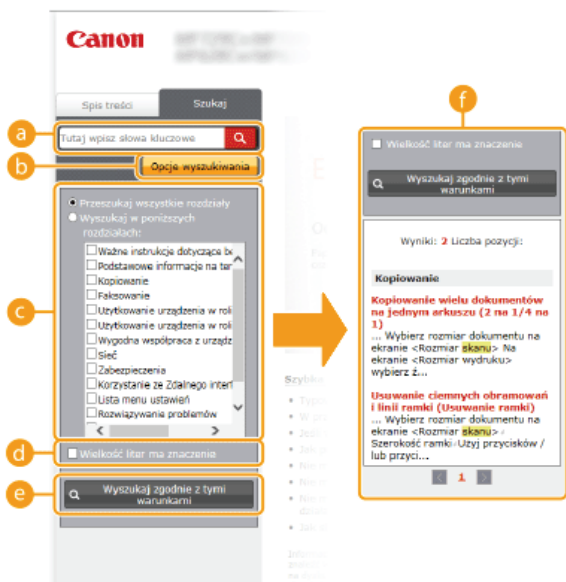 Canon
Spis treści
Szukaj
a
Tutaj wpisz słowa kluczowe
b
Opcje wyszukiwania
c
Przeszukaj wszystkie rozdziały
Wyszukaj w poniższych
rozdziałach:
Ważne instrukcje dotyczące be
Podstawowe informacje na ter
Kopiowanie
Faksowanie
Użytkowanie urządzenia w roli
Użytkowanie urządzenia w roli
Wygodna współpraca z urządz
Sieć
Zabezpieczenia
Korzystanie ze Zdalnego interf
Lista menu ustawień
Rozwiązywanie problemów
d
Wielkość liter ma znaczenie
e
Wyszukaj zgodnie z tymi
warunkami
Szybk
f
Wielkość liter ma znaczenie
Wyszukaj zgodnie z tymi
warunkami
Wyniki: 2 Liczba pozycji:
Kopiowanie
Kopiowanie wielu dokumentów
na jednym arkuszu (2 na 1/4 na
1)
... Wybierz rozmiar dokumentu na
ekranie <Rozmiar skanu> Na
ekranie <Rozmiar wydruku>
wybierz ż...
Usuwanie ciemnych obramowań
i linii ramki (Usuwanie ramki)
... Wybierz rozmiar dokumentu na
ekranie <Rozmiar skanu>
Szerokość ramki Użyj przycisków /
lub przyci...
1